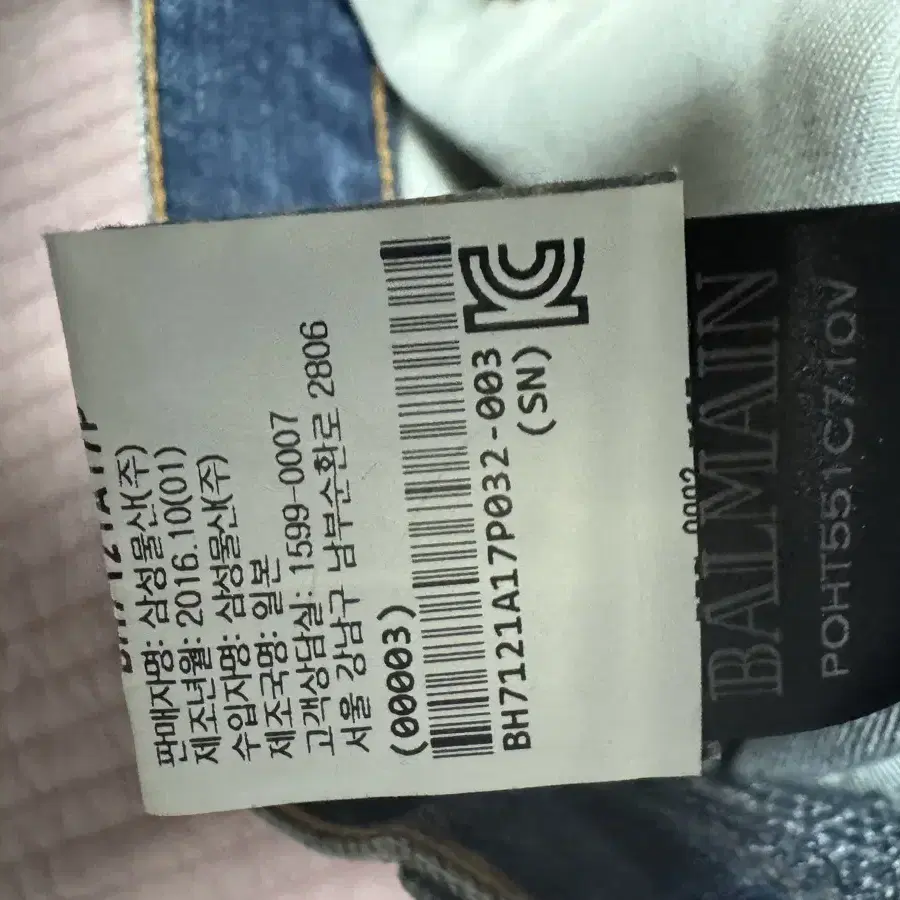 판매자명: 삼성물산(주)
제조년월: 2016.10(01)
수입자명: 삼성물산(주)
제조국명: 일본
고객상담실: 1599-0007
서울 강남구 남부순환로 2806
(00003)
BH7121A17P032-003
(SN)
BALMAIN
POHT551C710V